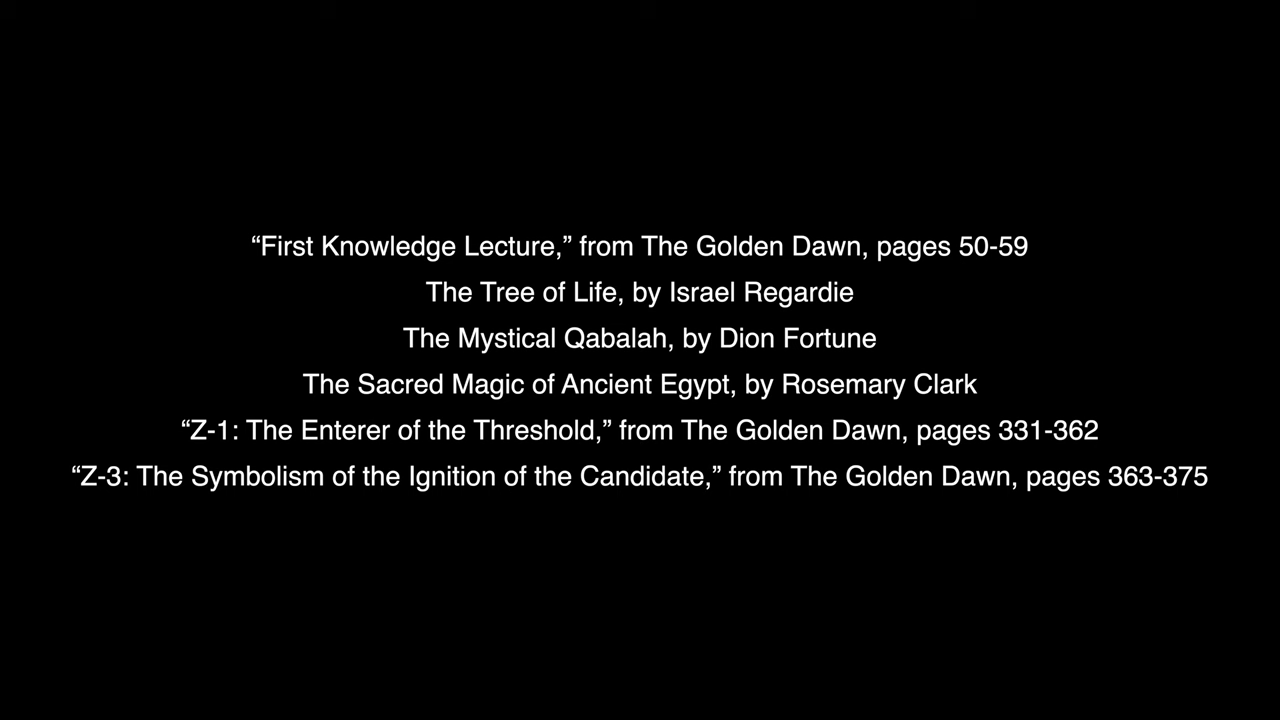 “First Knowledge Lecture,” from The Golden Dawn, pages 50-59
The Tree of Life, by Israel Regardie
The Mystical Qabalah, by Dion Fortune
The Sacred Magic of Ancient Egypt, by Rosemary Clark
“Z-1: The Enterer of the Threshold,” from The Golden Dawn, pages 331-362
“Z-3: The Symbolism of the Ignition of the Candidate,” from The Golden Dawn, pages 363-375